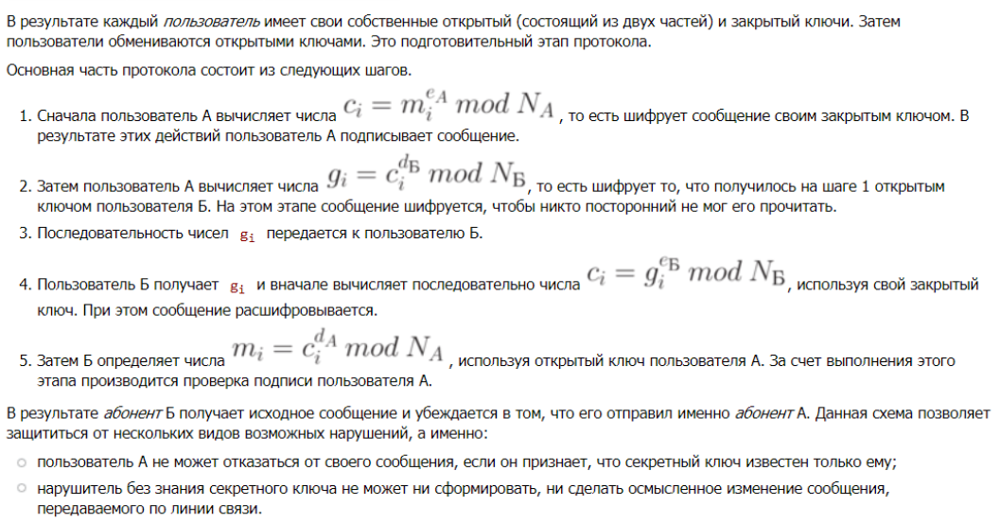 В результате каждый пользователь имеет свои собственные открытый (состоящий из двух частей) и закрытый ключи. Затем
пользователи обмениваются открытыми ключами. Это подготовительный этап протокола.
Основная часть протокола состоит из следующих шагов.
1. Сначала пользователь А вычисляет числа c_i = m_i^{e_A} mod N_A , то есть шифрует сообщение своим закрытым ключом. В
результате этих действий пользователь А подписывает сообщение.
2. Затем пользователь А вычисляет числа g_i = c_i^{d_Б} mod N_Б, то есть шифрует то, что получилось на шаге 1 открытым
ключом пользователя Б. На этом этапе сообщение шифруется, чтобы никто посторонний не мог его прочитать.
3. Последовательность чисел g_i передается к пользователю Б.
4. Пользователь Б получает g_i и вначале вычисляет последовательно числа c_i = g_i^{e_Б} mod N_Б, используя свой закрытый
ключ. При этом сообщение расшифровывается.
5. Затем Б определяет числа m_i = c_i^{d_A} mod N_A , используя открытый ключ пользователя А. За счет выполнения этого
этапа производится проверка подписи пользователя А.
В результате абонент Б получает исходное сообщение и убеждается в том, что его отправил именно абонент А. Данная схема позволяет
защититься от нескольких видов возможных нарушений, а именно:
пользователь А не может отказаться от своего сообщения, если он признает, что секретный ключ известен только ему;
нарушитель без знания секретного ключа не может ни сформировать, ни сделать осмысленное изменение сообщения,
передаваемого по линии связи.